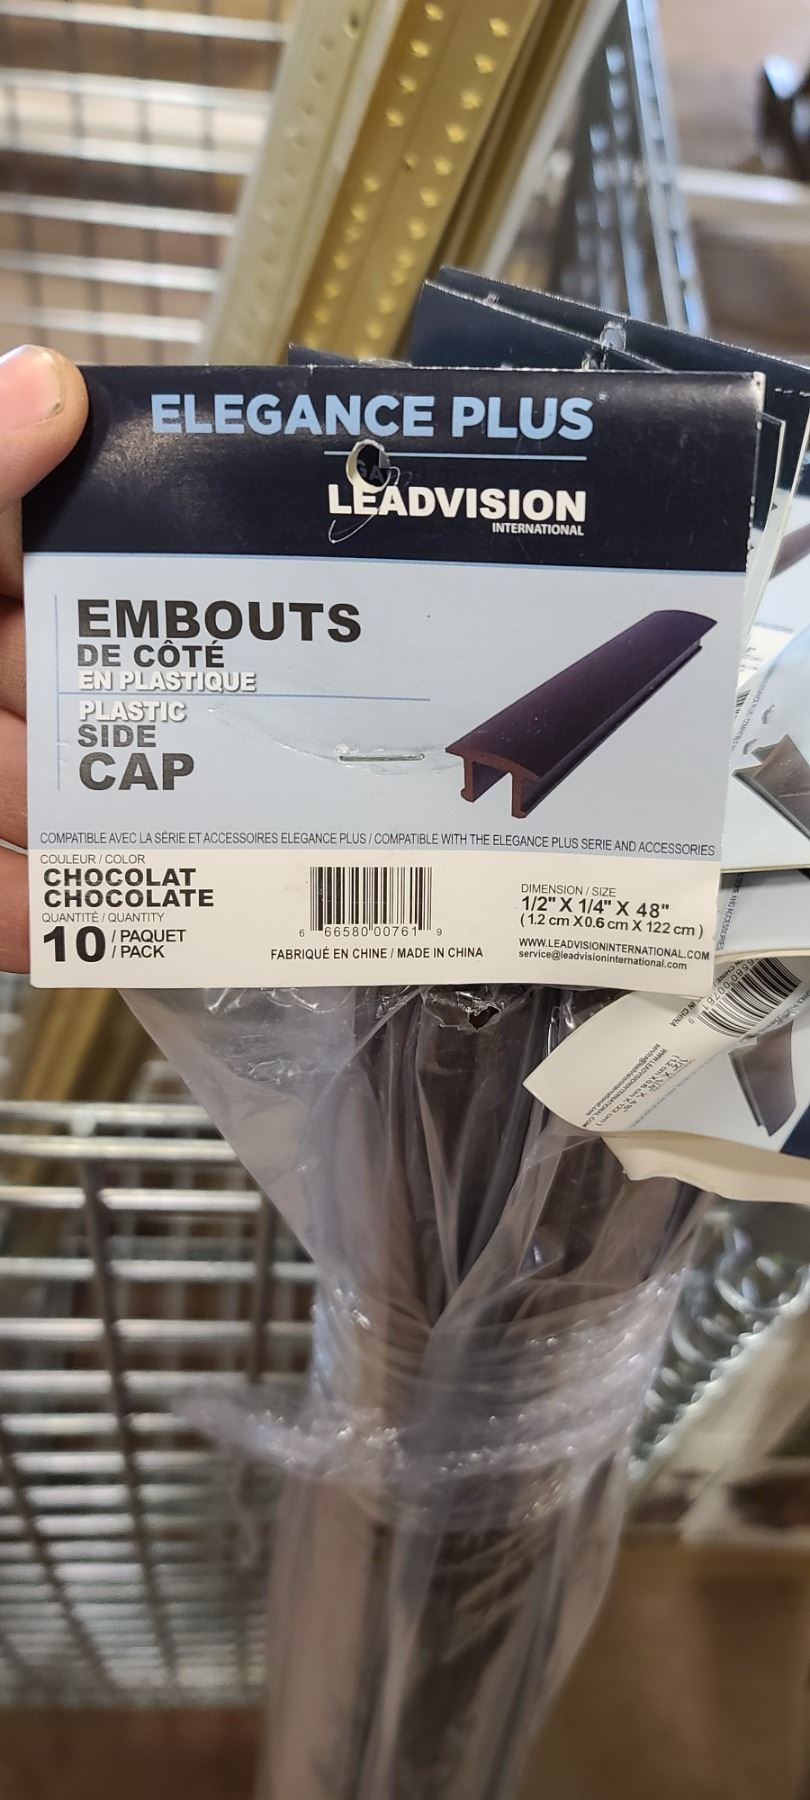 ELEGANCE PLUS
LEADVISION
INTERNATIONAL
EMBOUTS
DE CÔTÉ
EN PLASTIQUE
PLASTIC
SIDE
CAP
COMPATIBLE AVEC LA SÉRIE ET ACCESSOIRES ELEGANCE PLUS / COMPATIBLE WITH THE ELEGANCE PLUS SERIE AND ACCESSORIES
COULEUR / COLOR
CHOCOLAT
CHOCOLATE
QUANTITÉ / QUANTITY
10 / PAQUET
/ PACK
6 66580 00761 9
FABRIQUÉ EN CHINE / MADE IN CHINA
DIMENSION / SIZE
1/2" X 1/4" X 48"
(1.2 cm X 0.6 cm X 122 cm)
WWW.LEADVISIONINTERNATIONAL.COM
service@leadvisioninternational.com